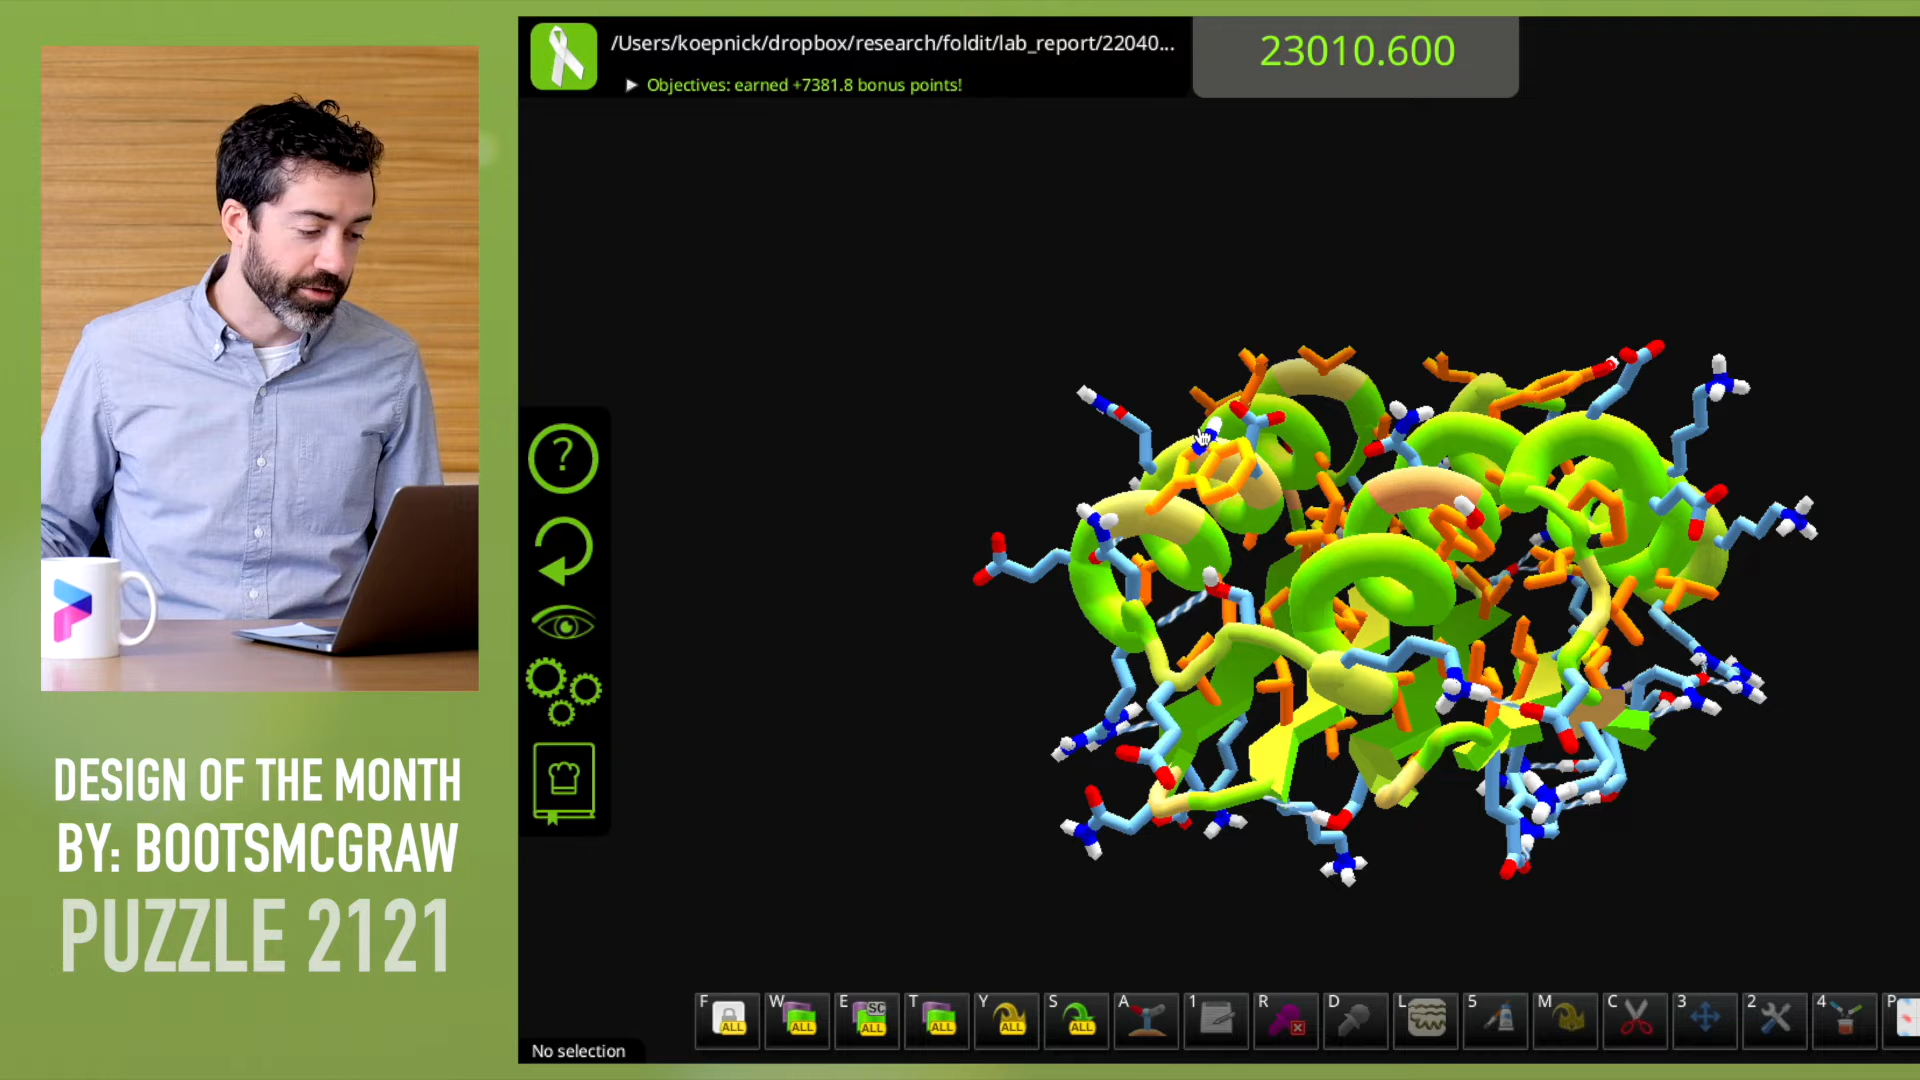 /Users/koepnick/dropbox/research/foldit/lab_report/22040...
Objectives: earned +7381.8 bonus points!
23010.600
?
DESIGN OF THE MONTH
BY: BOOTSMCGRAW
PUZZLE 2121
F W E T Y S A 1 R D L 5 M C 3 2 4 P
SC
ALL ALL ALL ALL ALL ALL
No selection